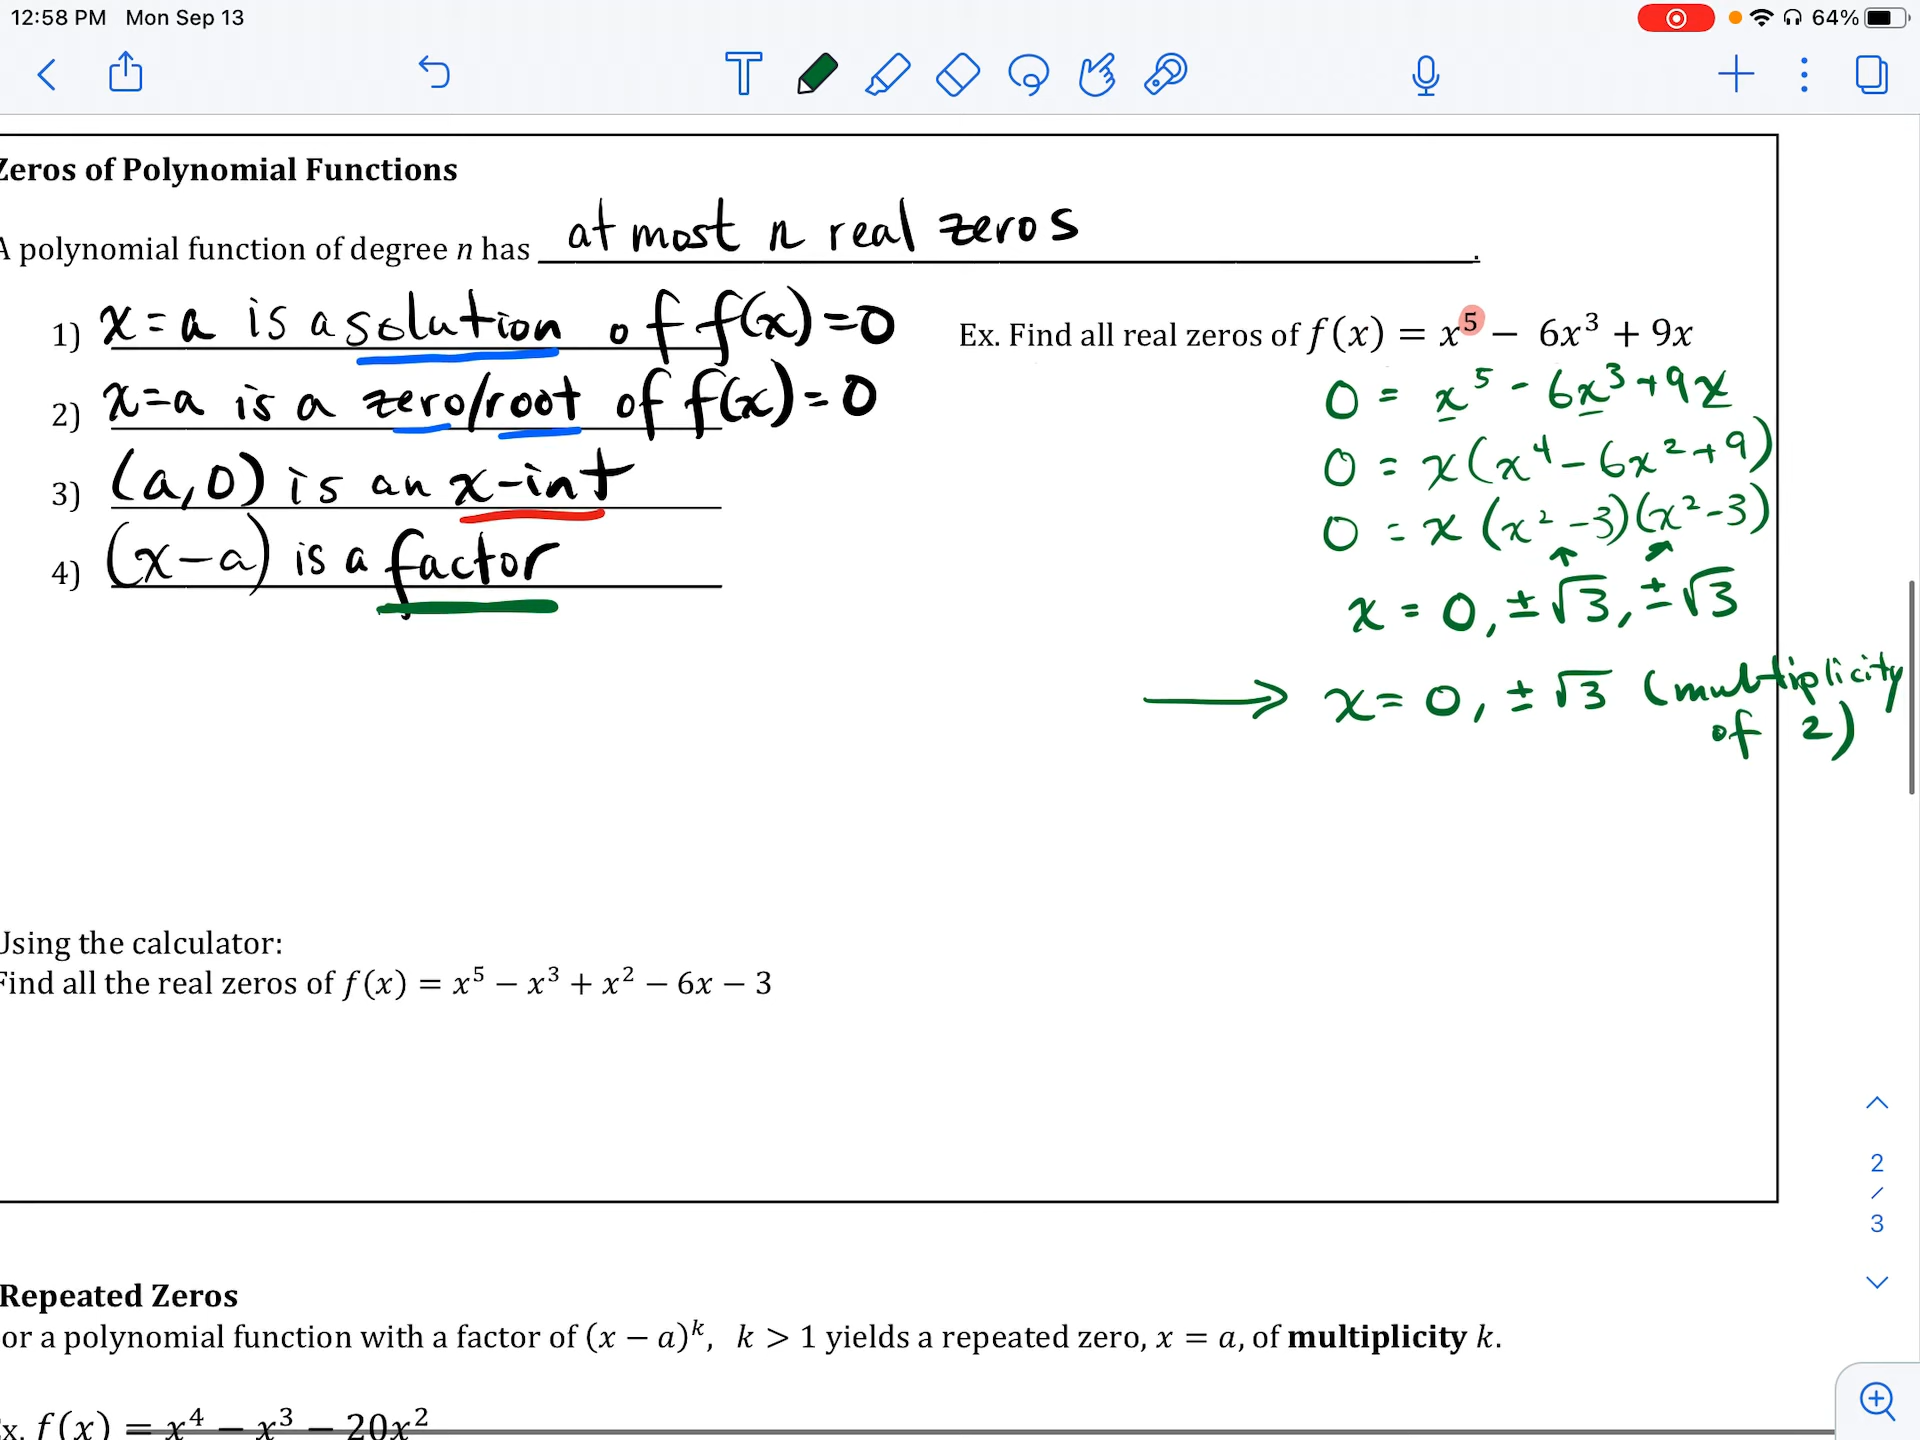 12:58 PM Mon Sep 13
64%
Zeros of Polynomial Functions
A polynomial function of degree n has at most n real zeros.
1) x=a is a solution of f(x)=0
2) x=a is a zero/root of f(x)=0
3) (a,0) is an x-int
4) (x-a) is a factor
Ex. Find all real zeros of f(x) = x⁵ − 6x³ + 9x
0 = x⁵ - 6x³ + 9x
0 = x(x⁴ - 6x² + 9)
0 = x (x² - 3)(x² - 3)
x = 0, ±√3, ±√3
→ x = 0, ±√3 (multiplicity
of 2)
Using the calculator:
Find all the real zeros of f(x) = x⁵ − x³ + x² − 6x − 3
2
/
3
Repeated Zeros
or a polynomial function with a factor of (x − a)ᵏ, k > 1 yields a repeated zero, x = a, of multiplicity k.
x. f(x) = x⁴ − x³ − 20x²